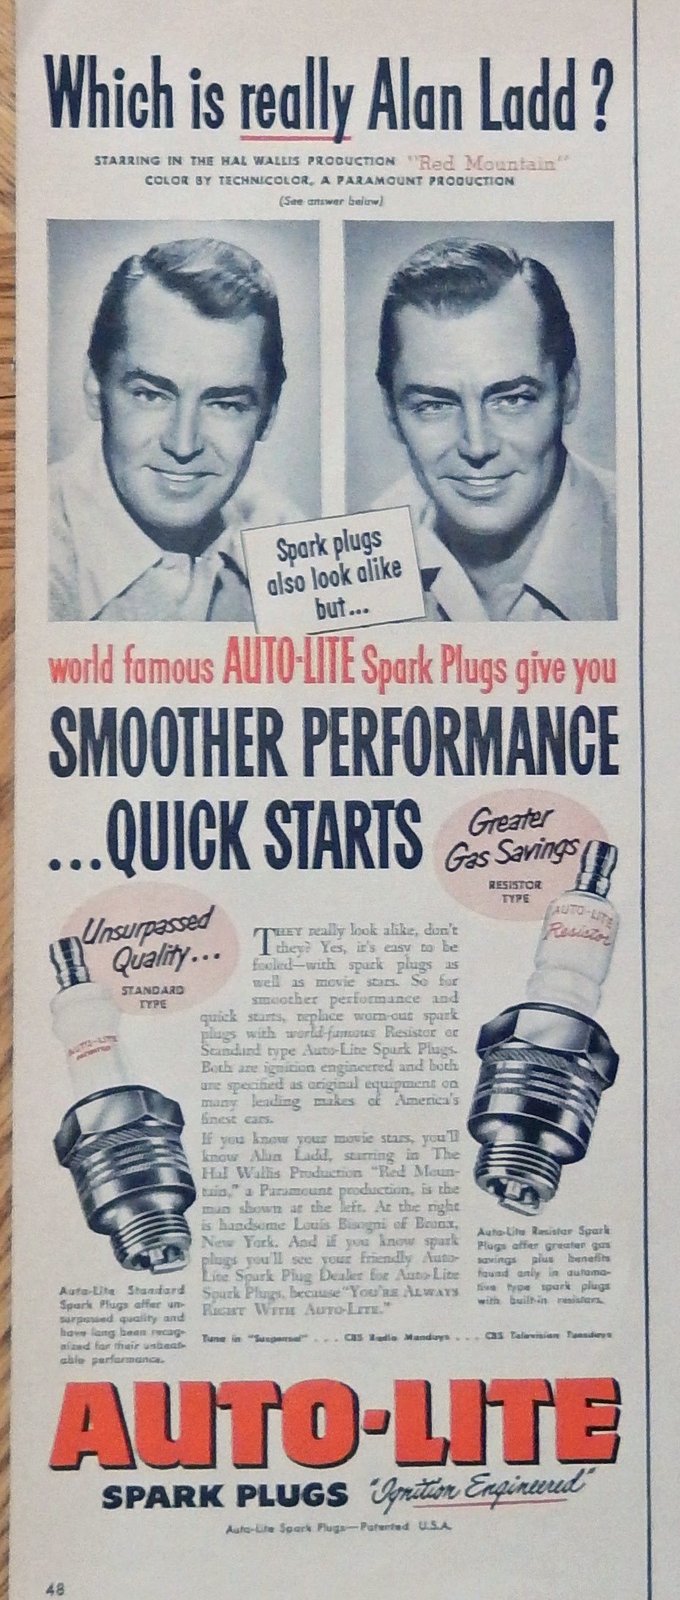 Which is really Alan Ladd?
STARRING IN THE HAL WALLIS PRODUCTION "Red Mountain"
COLOR BY TECHNICOLOR, A PARAMOUNT PRODUCTION
(See answer below)
Spark plugs
also look alike
but...
world famous AUTO-LITE Spark Plugs give you
SMOOTHER PERFORMANCE
...QUICK STARTS
Greater
Gas Savings
RESISTOR
TYPE
AUTO-LITE
Resistor
Unsurpassed
Quality...
STANDARD
TYPE
AUTO-LITE
THEY really look alike, don't
they? Yes, it's easy to be
fooled—with spark plugs as
well as movie stars. So for
smoother performance and
quick starts, replace worn-out spark
plugs with world-famous Resistor or
Standard type Auto-Lite Spark Plugs.
Both are ignition engineered and both
are specified as original equipment on
many leading makes of America's
finest cars.
If you know your movie stars, you'll
know Alan Ladd, starring in The
Hal Wallis Production "Red Moun-
tain," a Paramount production, is the
man shown at the left. At the right
is handsome Louis Bisogni of Bronx,
New York. And if you know spark
plugs you'll see your friendly Auto-
Lite Spark Plug Dealer for Auto-Lite
Spark Plugs, because "YOU'RE ALWAYS
RIGHT WITH AUTO-LITE."
Auto-Lite Resistor Spark
Plugs offer greater gas
savings plus benefits
found only in automo-
tive type spark plugs
with built-in resistors.
Auto-Lite Standard
Spark Plugs offer un-
surpassed quality and
have long been recog-
nized for their unbeat-
able performance.
Tune in "Suspense!" . . . CBS Radio Mondays . . . CBS Television Tuesdays
AUTO-LITE
SPARK PLUGS "Ignition Engineered"
Auto-Lite Spark Plugs—Patented U.S.A.
48